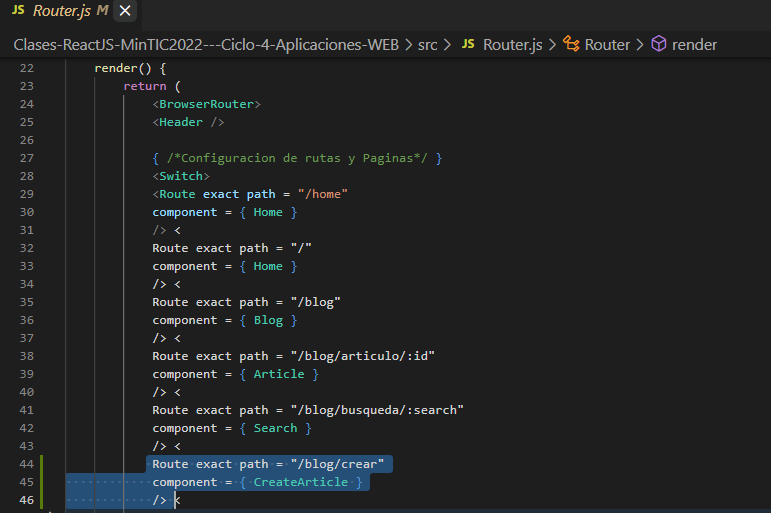 JS Router.js M ×
Clases-ReactJS-MinTIC2022---Ciclo-4-Aplicaciones-WEB > src > JS Router.js > Router > render
22 render() {
23 return (
24 <BrowserRouter>
25 <Header />
26
27 { /*Configuracion de rutas y Paginas*/ }
28 <Switch>
29 <Route exact path = "/home"
30 component = { Home }
31 /> <
32 Route exact path = "/"
33 component = { Home }
34 /> <
35 Route exact path = "/blog"
36 component = { Blog }
37 /> <
38 Route exact path = "/blog/articulo/:id"
39 component = { Article }
40 /> <
41 Route exact path = "/blog/busqueda/:search"
42 component = { Search }
43 /> <
44 Route exact path = "/blog/crear"
45 component = { CreateArticle }
46 /> <